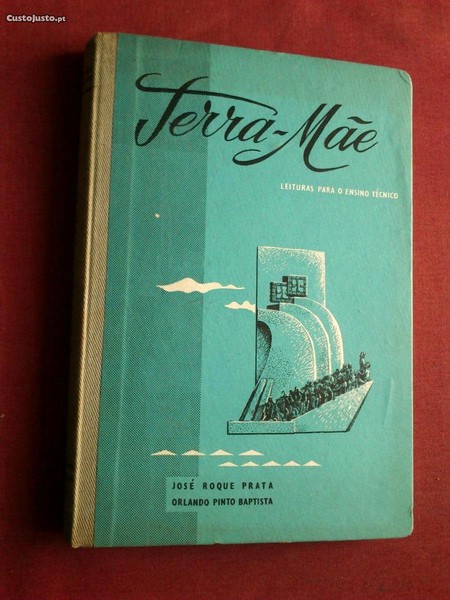 CustoJusto.pt
Terra-Mãe
LEITURAS PARA O ENSINO TÉCNICO
JOSÉ ROQUE PRATA
ORLANDO PINTO BAPTISTA